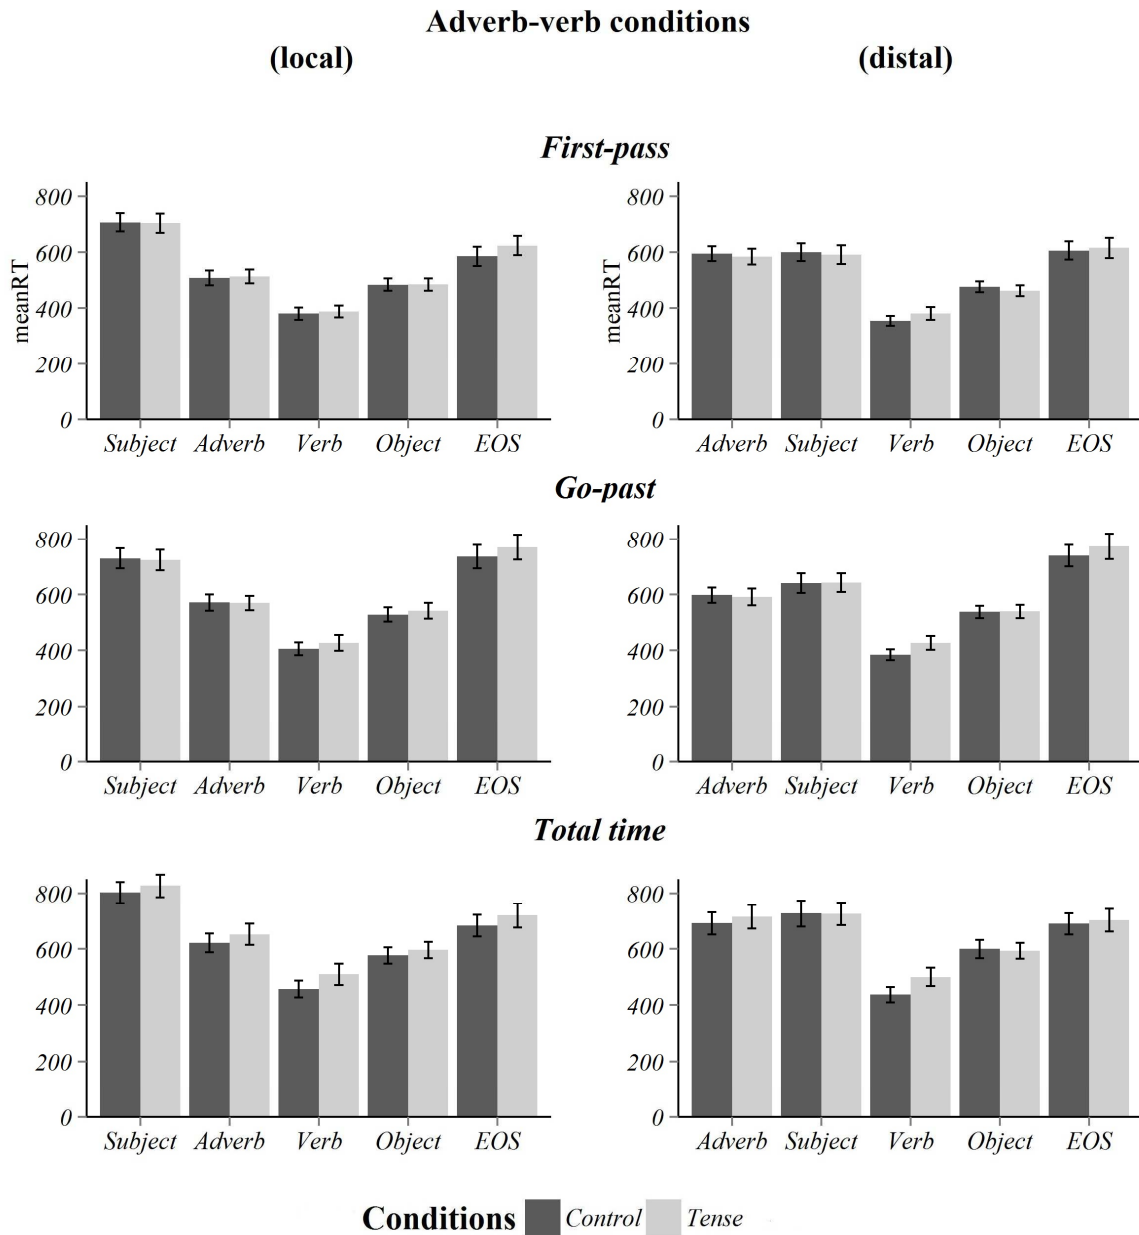 Adverb-verb conditions
(local) (distal)
First-pass
800
600
400
200
0
meanRT
Subject Adverb Verb Object EOS
800
600
400
200
0
meanRT
Adverb Subject Verb Object EOS
Go-past
800
600
400
200
0
Subject Adverb Verb Object EOS
800
600
400
200
0
Adverb Subject Verb Object EOS
Total time
800
600
400
200
0
Subject Adverb Verb Object EOS
800
600
400
200
0
Adverb Subject Verb Object EOS
Conditions Control Tense